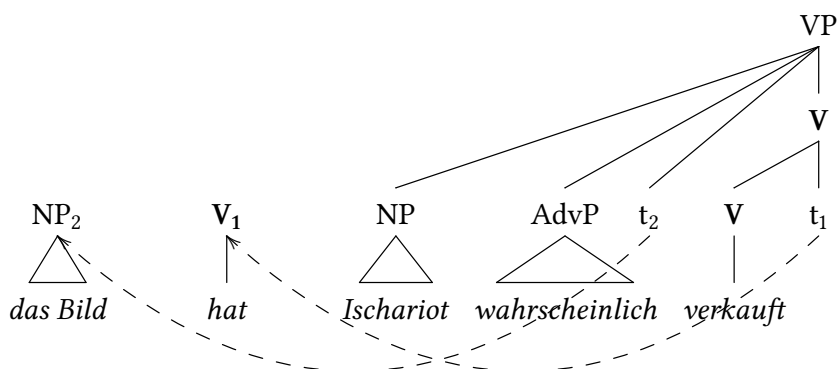 VP
V
NP₂ V₁ NP AdvP t₂ V t₁
das Bild hat Ischariot wahrscheinlich verkauft